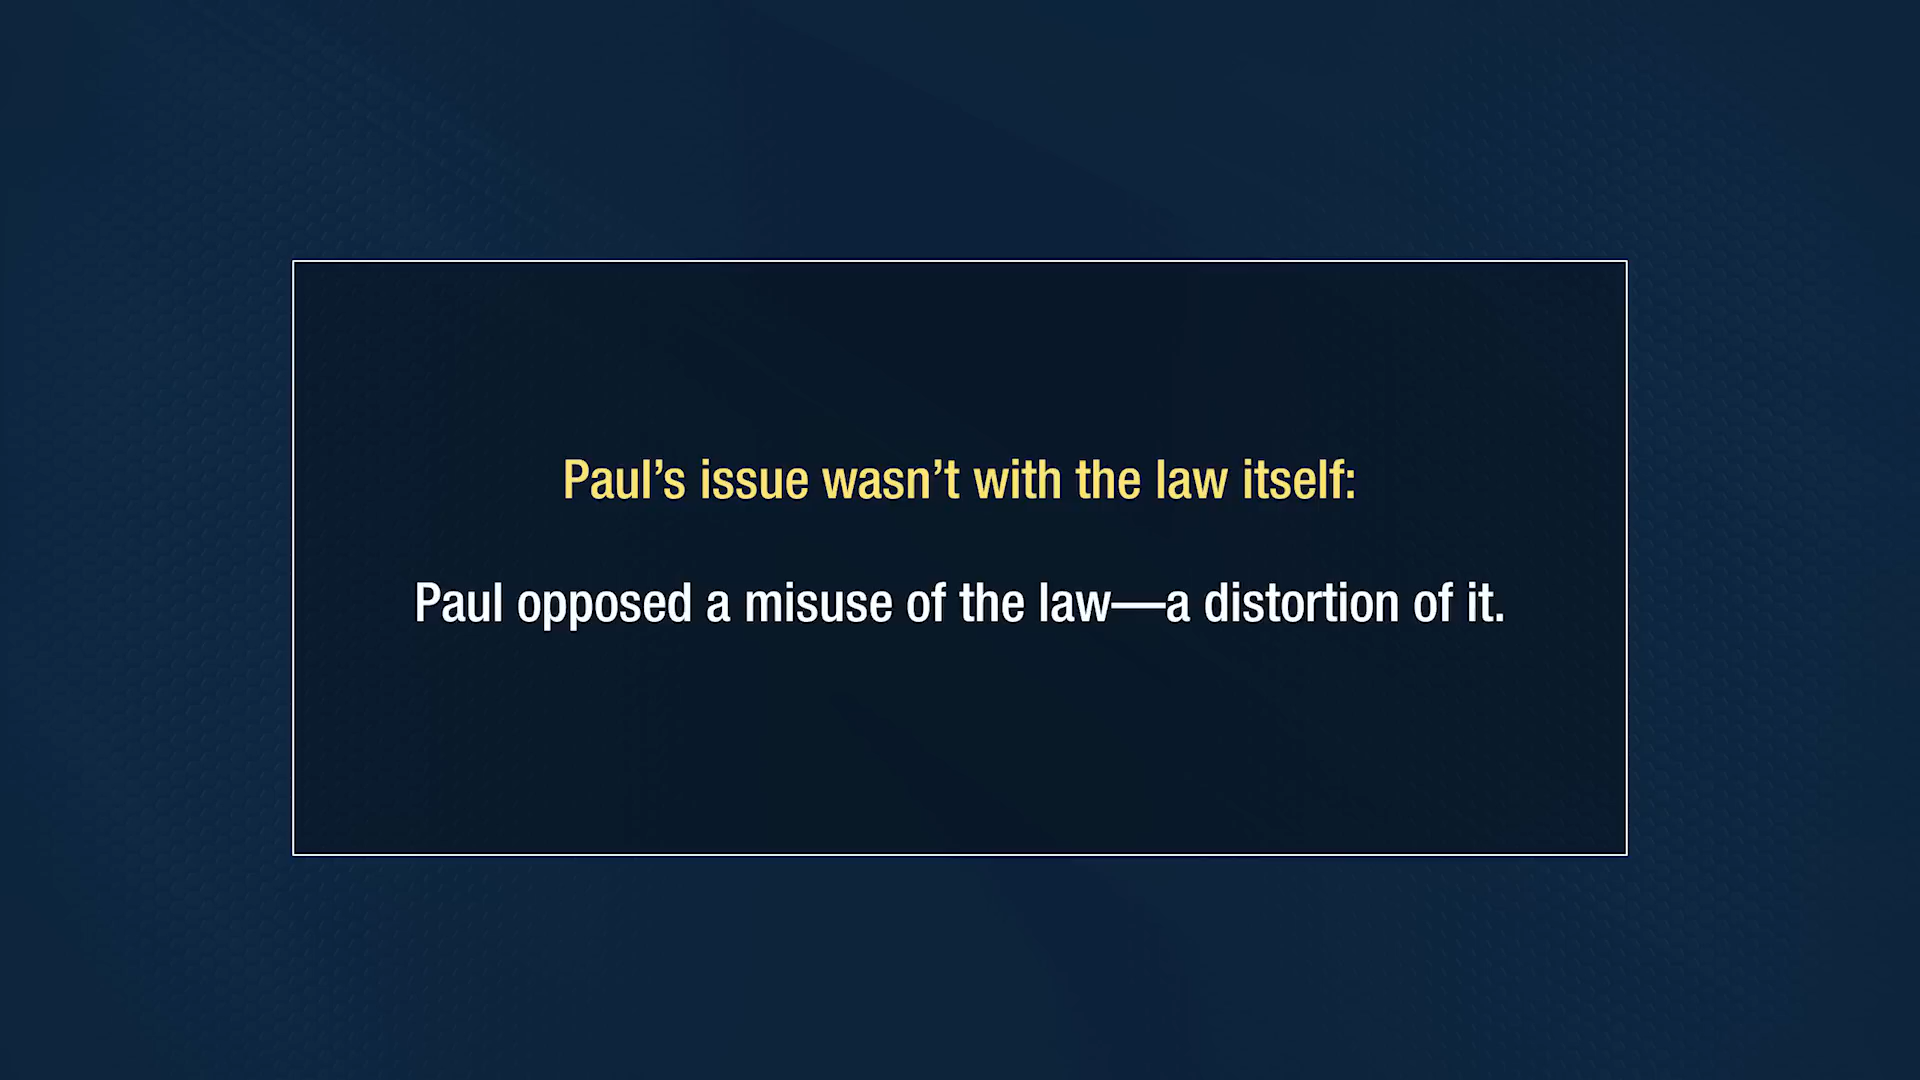 Paul’s issue wasn’t with the law itself:
Paul opposed a misuse of the law—a distortion of it.